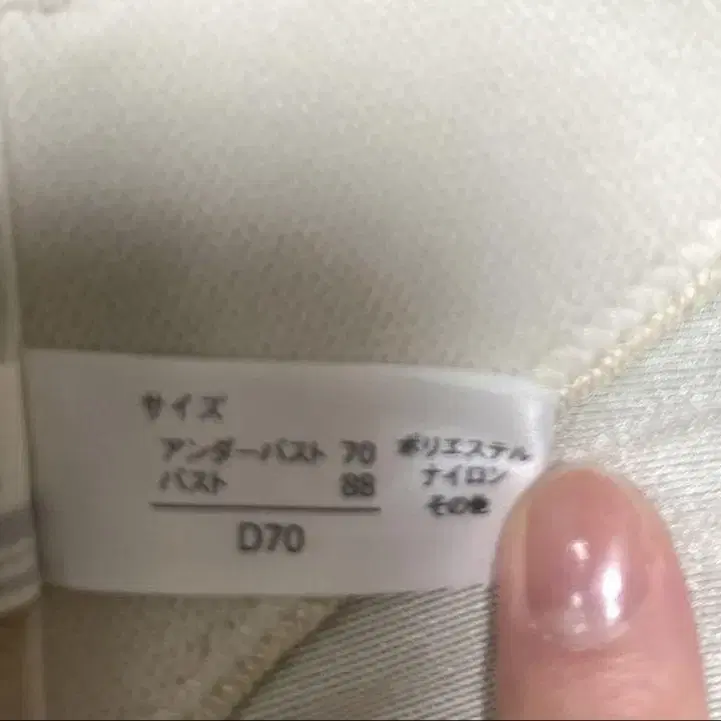 サイズ
アンダーバスト 70
バスト 88
D70
ポリエステル
ナイロン
その他